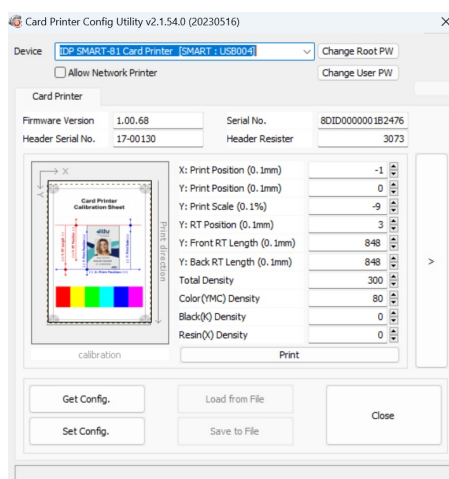 Card Printer Config Utility v2.1.54.0 (20230516)
Device IDP SMART-81 Card Printer [SMART : USB004] Change Root PW
Allow Network Printer Change User PW
Card Printer
Firmware Version 1.00.68 Serial No. 8DID0000001B2476
Header Serial No. 17-00130 Header Resister 3073
X
Y
Card Printer
Calibration Sheet
Print direction
calibration
X: Print Position (0.1mm) -1
Y: Print Position (0.1mm) 0
Y: Print Scale (0.1%) -9
Y: RT Position (0.1mm) 3
Y: Front RT Length (0.1mm) 848
Y: Back RT Length (0.1mm) 848
Total Density 300
Color(YMC) Density 80
Black(K) Density 0
Resin(X) Density 0
Print
>
Get Config. Load from File Close
Set Config. Save to File